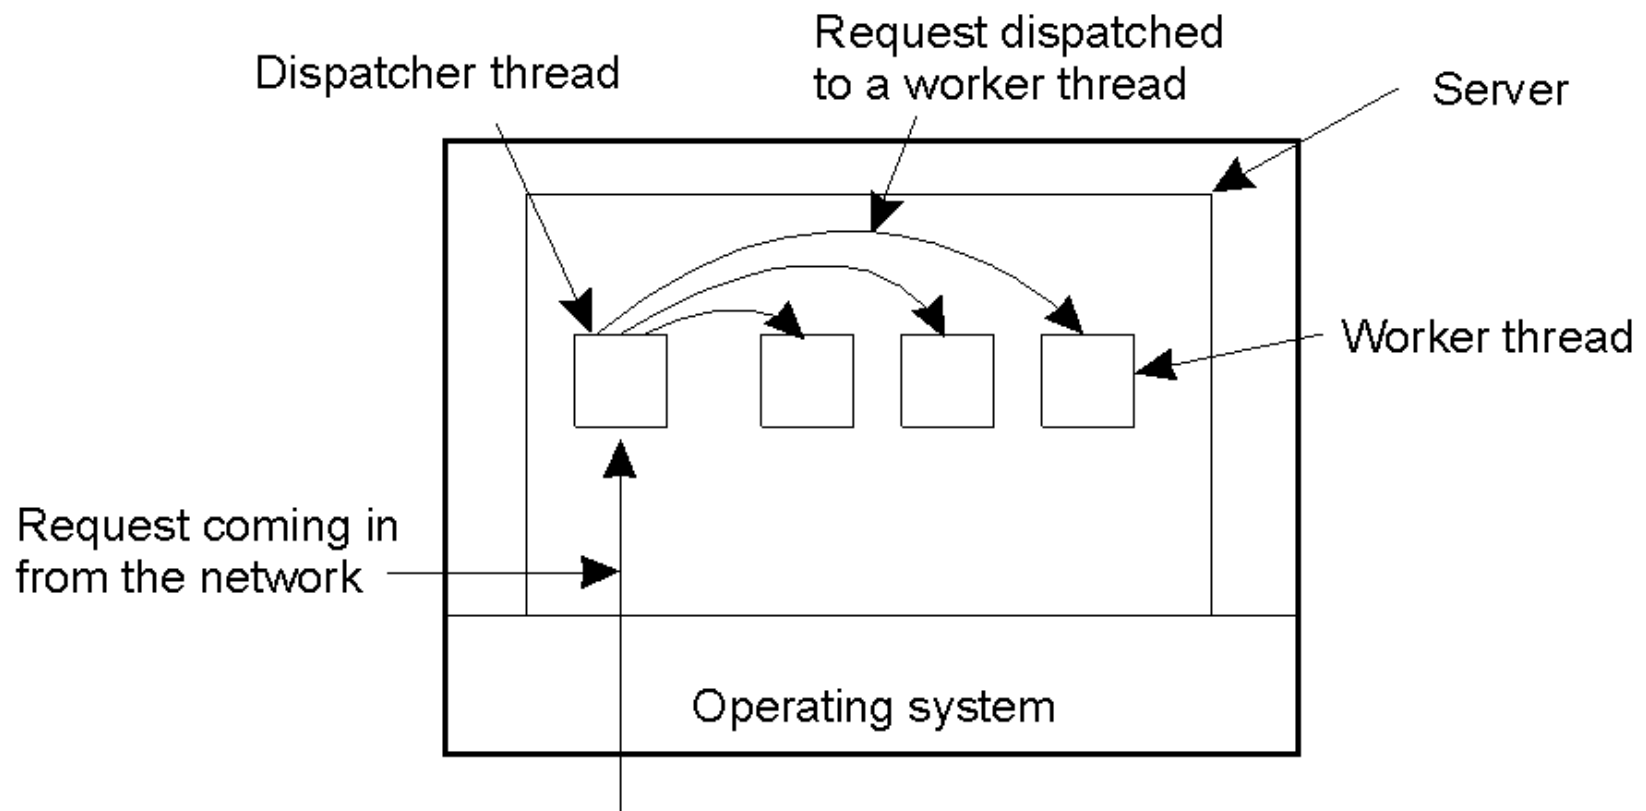 Dispatcher thread
Request dispatched
to a worker thread
Server
Worker thread
Request coming in
from the network
Operating system